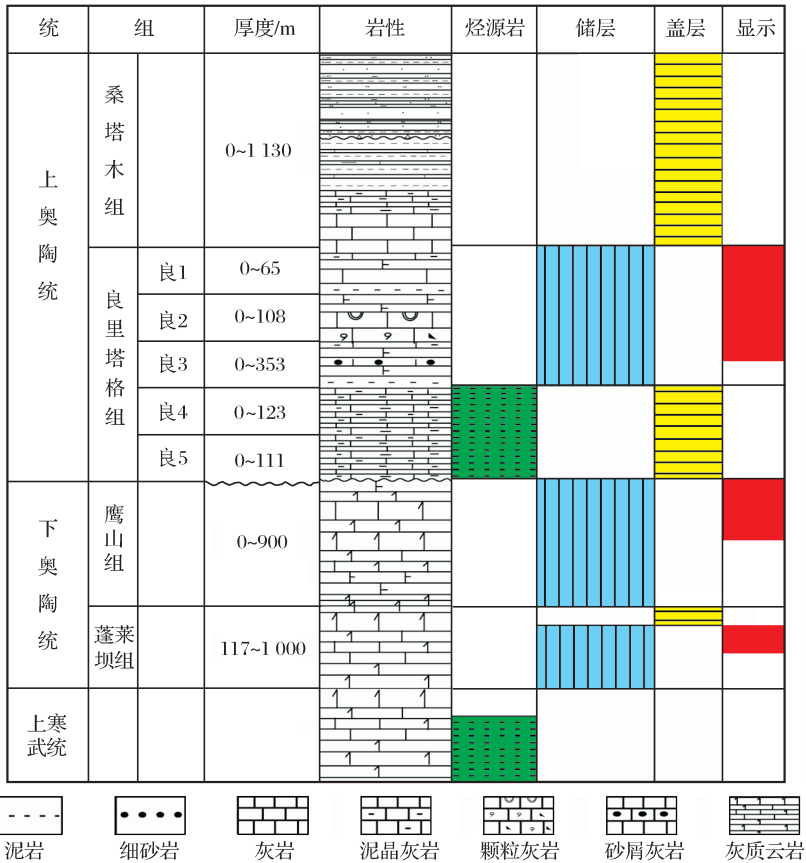 统 组 厚度/m 岩性 烃源岩 储层 盖层 显示
上奥陶统
桑塔木组
0~1 130
良里塔格组
良1 0~65
良2 0~108
良3 0~353
良4 0~123
良5 0~111
下奥陶统
鹰山组
0~900
蓬莱
坝组
117~1 000
上寒
武统
泥岩 细砂岩 灰岩 泥晶灰岩 颗粒灰岩 砂屑灰岩 灰质云岩